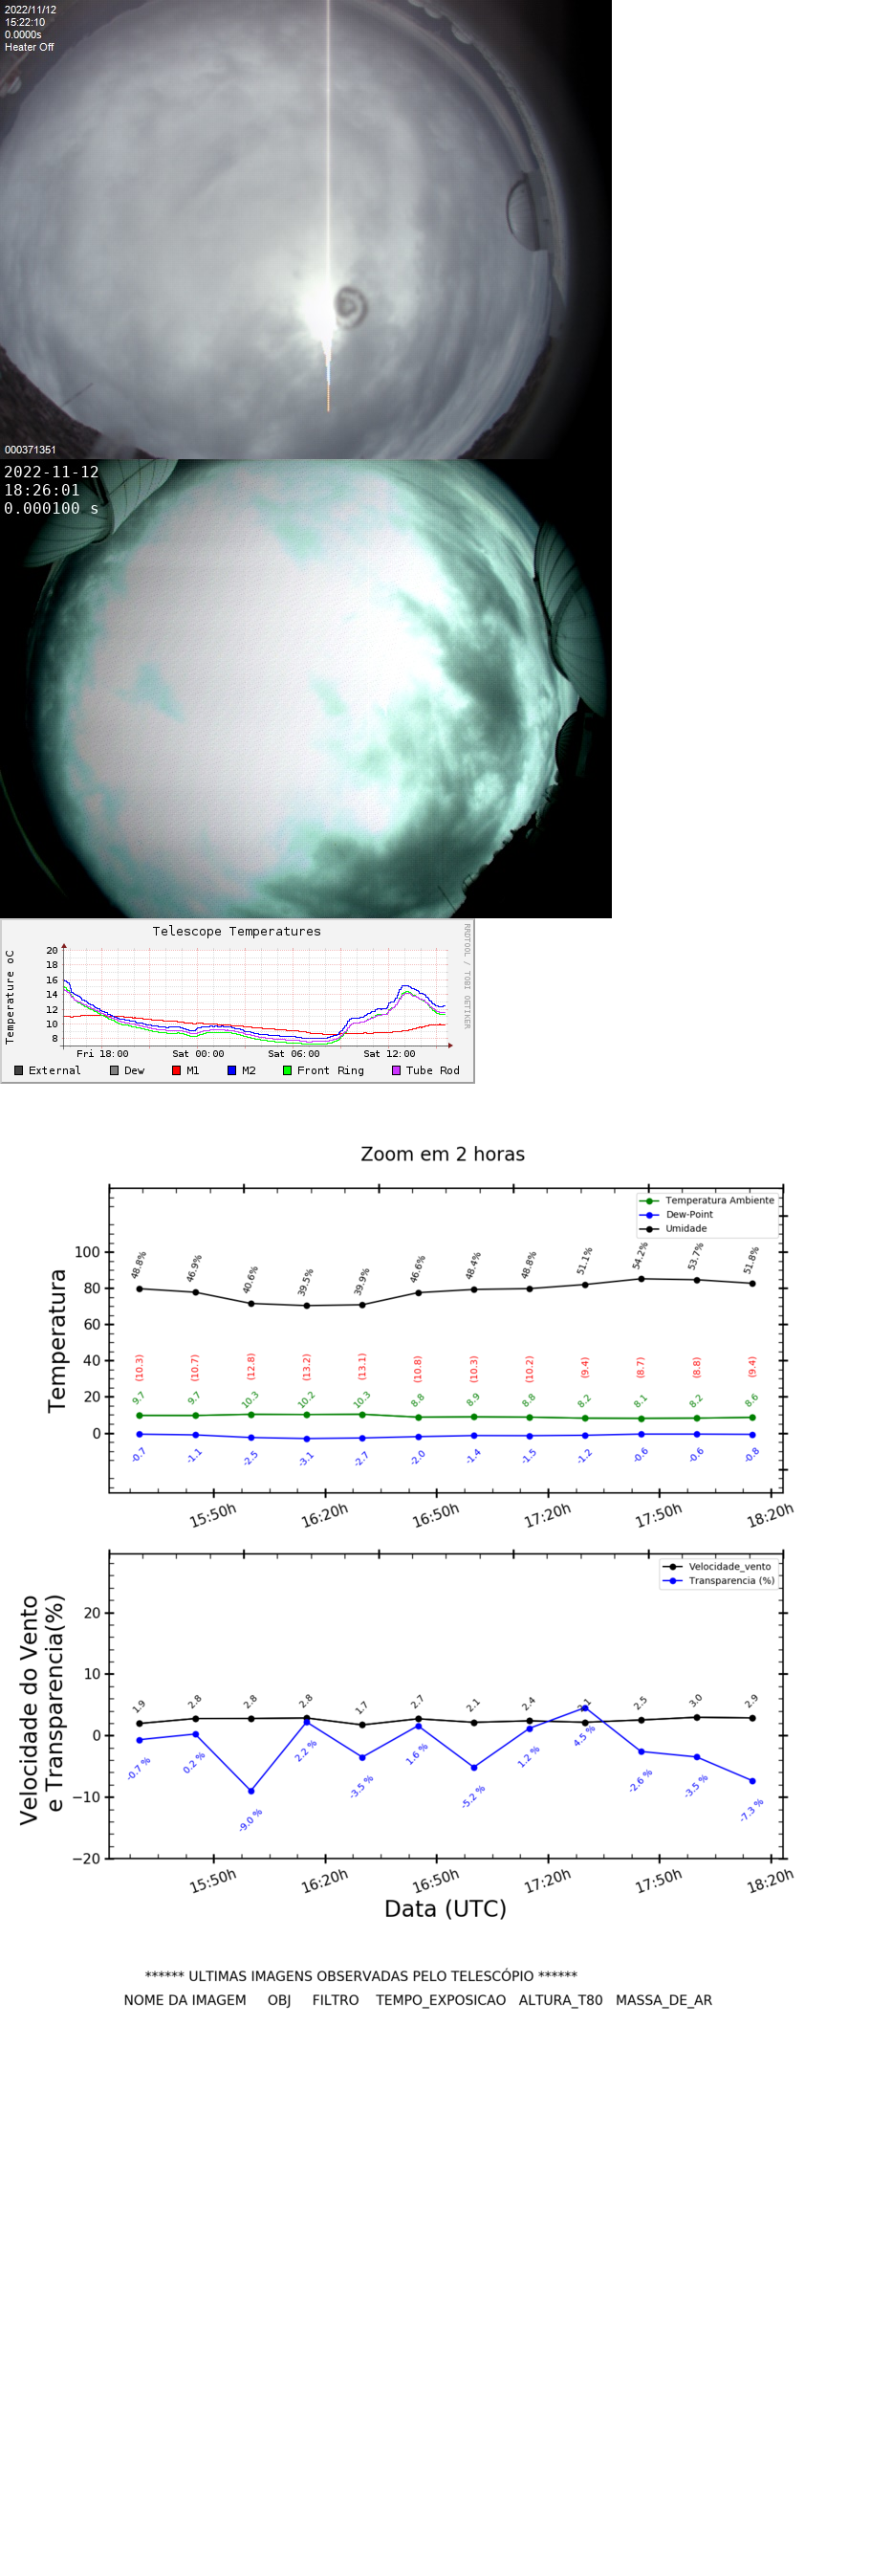 2022/11/12
15:22:10
0.0000s
Heater Off
000371351
2022-11-12
18:26:01
0.000100 s
Telescope Temperatures
RRDTOOL / TOBI OETIKER
Temperature oC
20
18
16
14
12
10
8
Fri 18:00 Sat 00:00 Sat 06:00 Sat 12:00
External Dew M1 M2 Front Ring Tube Rod
Zoom em 2 horas
Temperatura Ambiente
Dew-Point
Umidade
Temperatura
100
80
60
40
20
0
48.8% 46.9% 40.6% 39.5% 39.9% 46.6% 48.4% 48.8% 51.1% 54.2% 53.7% 51.8%
(10.3) (10.7) (12.8) (13.2) (13.1) (10.8) (10.3) (10.2) (9.4) (8.7) (8.8) (9.4)
9.7 9.7 10.3 10.2 10.3 8.8 8.9 8.8 8.2 8.1 8.2 8.6
-0.7 -1.1 -2.5 -3.1 -2.7 -2.0 -1.4 -1.5 -1.2 -0.6 -0.6 -0.8
15:50h 16:20h 16:50h 17:20h 17:50h 18:20h
Velocidade_vento
Transparencia (%)
Velocidade do Vento
e Transparencia(%)
20
10
0
−10
−20
1.9 2.8 2.8 2.8 1.7 2.7 2.1 2.4 2.1 2.5 3.0 2.9
-0.7 % 0.2 % -9.0 % 2.2 % -3.5 % 1.6 % -5.2 % 1.2 % 4.5 % -2.6 % -3.5 % -7.3 %
15:50h 16:20h 16:50h 17:20h 17:50h 18:20h
Data (UTC)
****** ULTIMAS IMAGENS OBSERVADAS PELO TELESCÓPIO ******
NOME DA IMAGEM OBJ FILTRO TEMPO_EXPOSICAO ALTURA_T80 MASSA_DE_AR